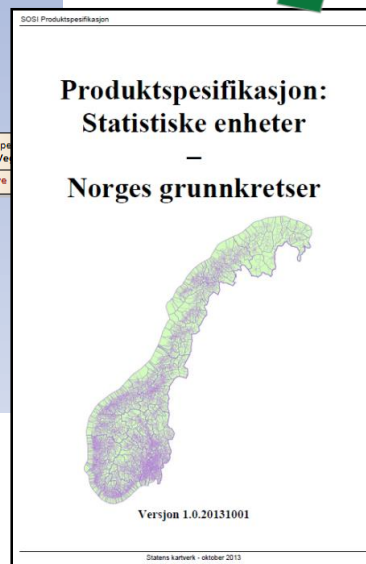 SOSI Produktspesifikasjon
Produktspesifikasjon:
Statistiske enheter
–
Norges grunnkretser
Versjon 1.0.20131001
Statens kartverk - oktober 2013